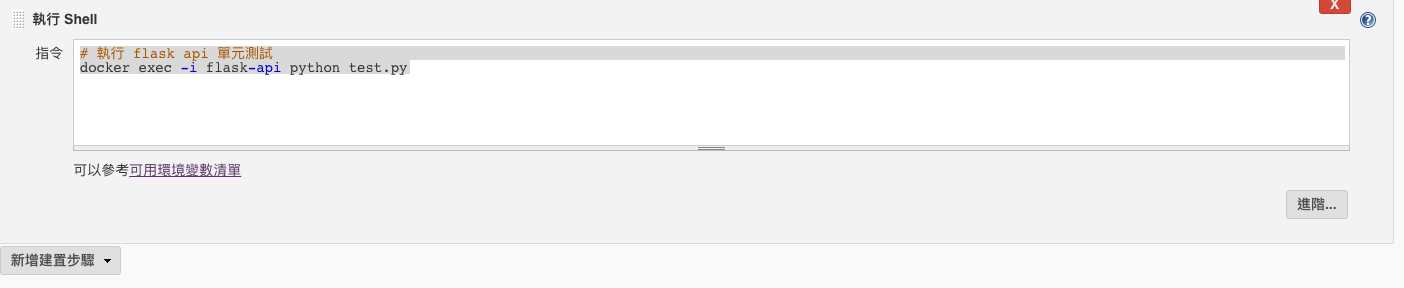 執行 Shell
X
?
指令
# 執行 flask api 單元測試
docker exec -i flask-api python test.py
可以參考可用環境變數清單
進階...
新增建置步驟